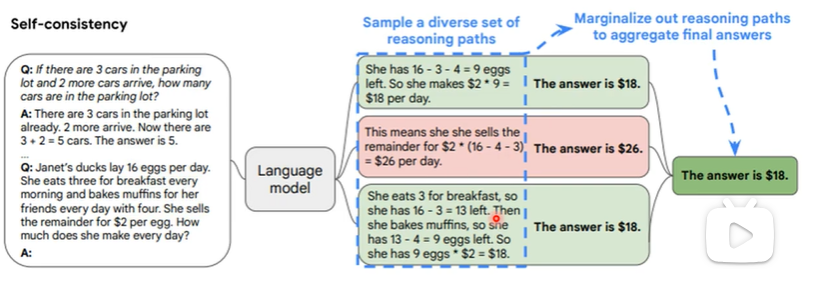 Self-consistency
Sample a diverse set of
reasoning paths
Marginalize out reasoning paths
to aggregate final answers
Q: If there are 3 cars in the parking
lot and 2 more cars arrive, how many
cars are in the parking lot?
A: There are 3 cars in the parking lot
already. 2 more arrive. Now there are
3 + 2 = 5 cars. The answer is 5.
...
Q: Janet's ducks lay 16 eggs per day.
She eats three for breakfast every
morning and bakes muffins for her
friends every day with four. She sells
the remainder for $2 per egg. How
much does she make every day?
A:
Language
model
She has 16 - 3 - 4 = 9 eggs
left. So she makes $2 * 9 =
$18 per day.
The answer is $18.
This means she she sells the
remainder for $2 * (16 - 4 - 3)
= $26 per day.
The answer is $26.
She eats 3 for breakfast, so
she has 16 - 3 = 13 left. Then
she bakes muffins, so she
has 13 - 4 = 9 eggs left. So
she has 9 eggs * $2 = $18.
The answer is $18.
The answer is $18.